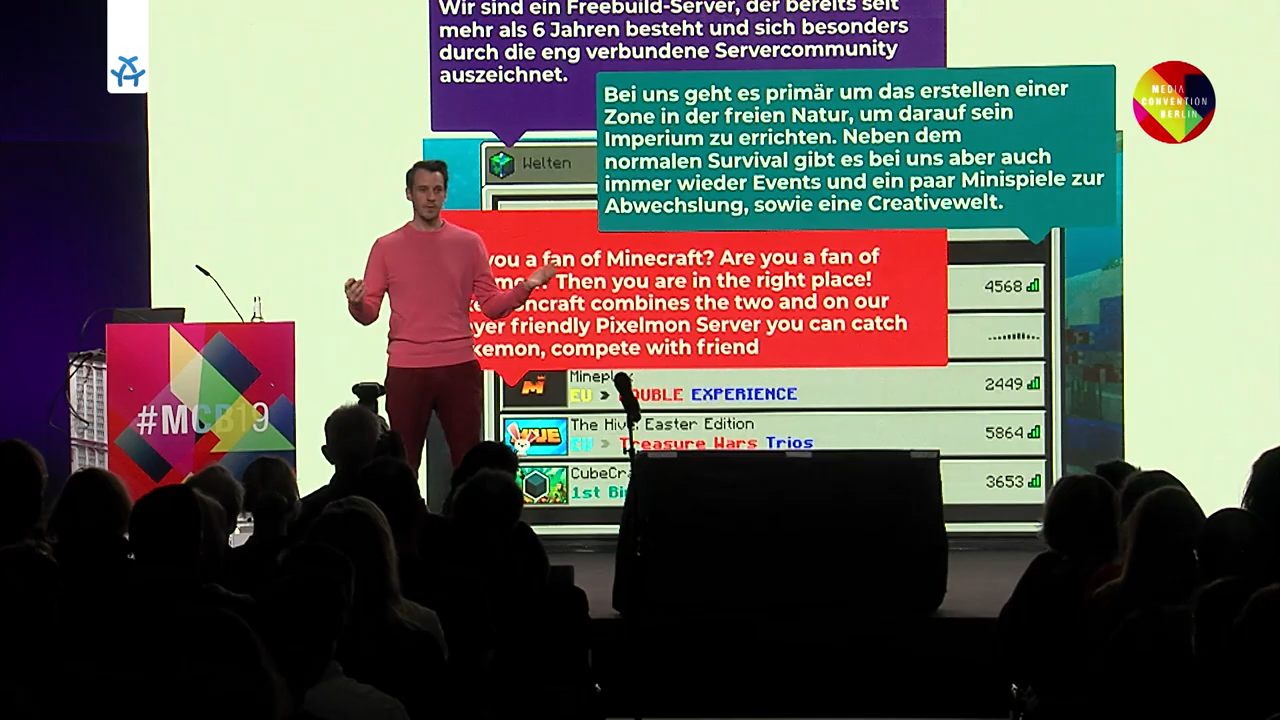 Wir sind ein Freebuild-Server, der bereits seit
mehr als 6 Jahren besteht und sich besonders
durch die eng verbundene Servercommunity
auszeichnet.
Bei uns geht es primär um das erstellen einer
Zone in der freien Natur, um darauf sein
Imperium zu errichten. Neben dem
normalen Survival gibt es bei uns aber auch
immer wieder Events und ein paar Minispiele zur
Abwechslung, sowie eine Creativewelt.
MEDIA
CONVENTION
BERLIN
Welten
you a fan of Minecraft? Are you a fan of
Then you are in the right place!
combines the two and on our
friendly Pixelmon Server you can catch
compete with friend
4568
2449
EU » DOUBLE EXPERIENCE
The Hive: Easter Edition
Treasure Wars Trios
5864
1st
3653
#MCB19